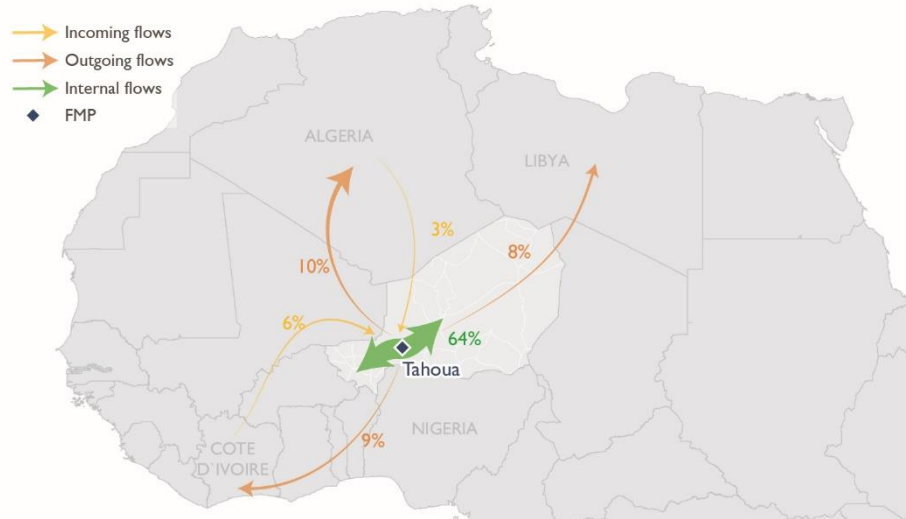 Incoming flows
Outgoing flows
Internal flows
FMP
ALGERIA
LIBYA
3%
8%
10%
6%
64%
Tahoua
NIGERIA
9%
COTE
D'IVOIRE